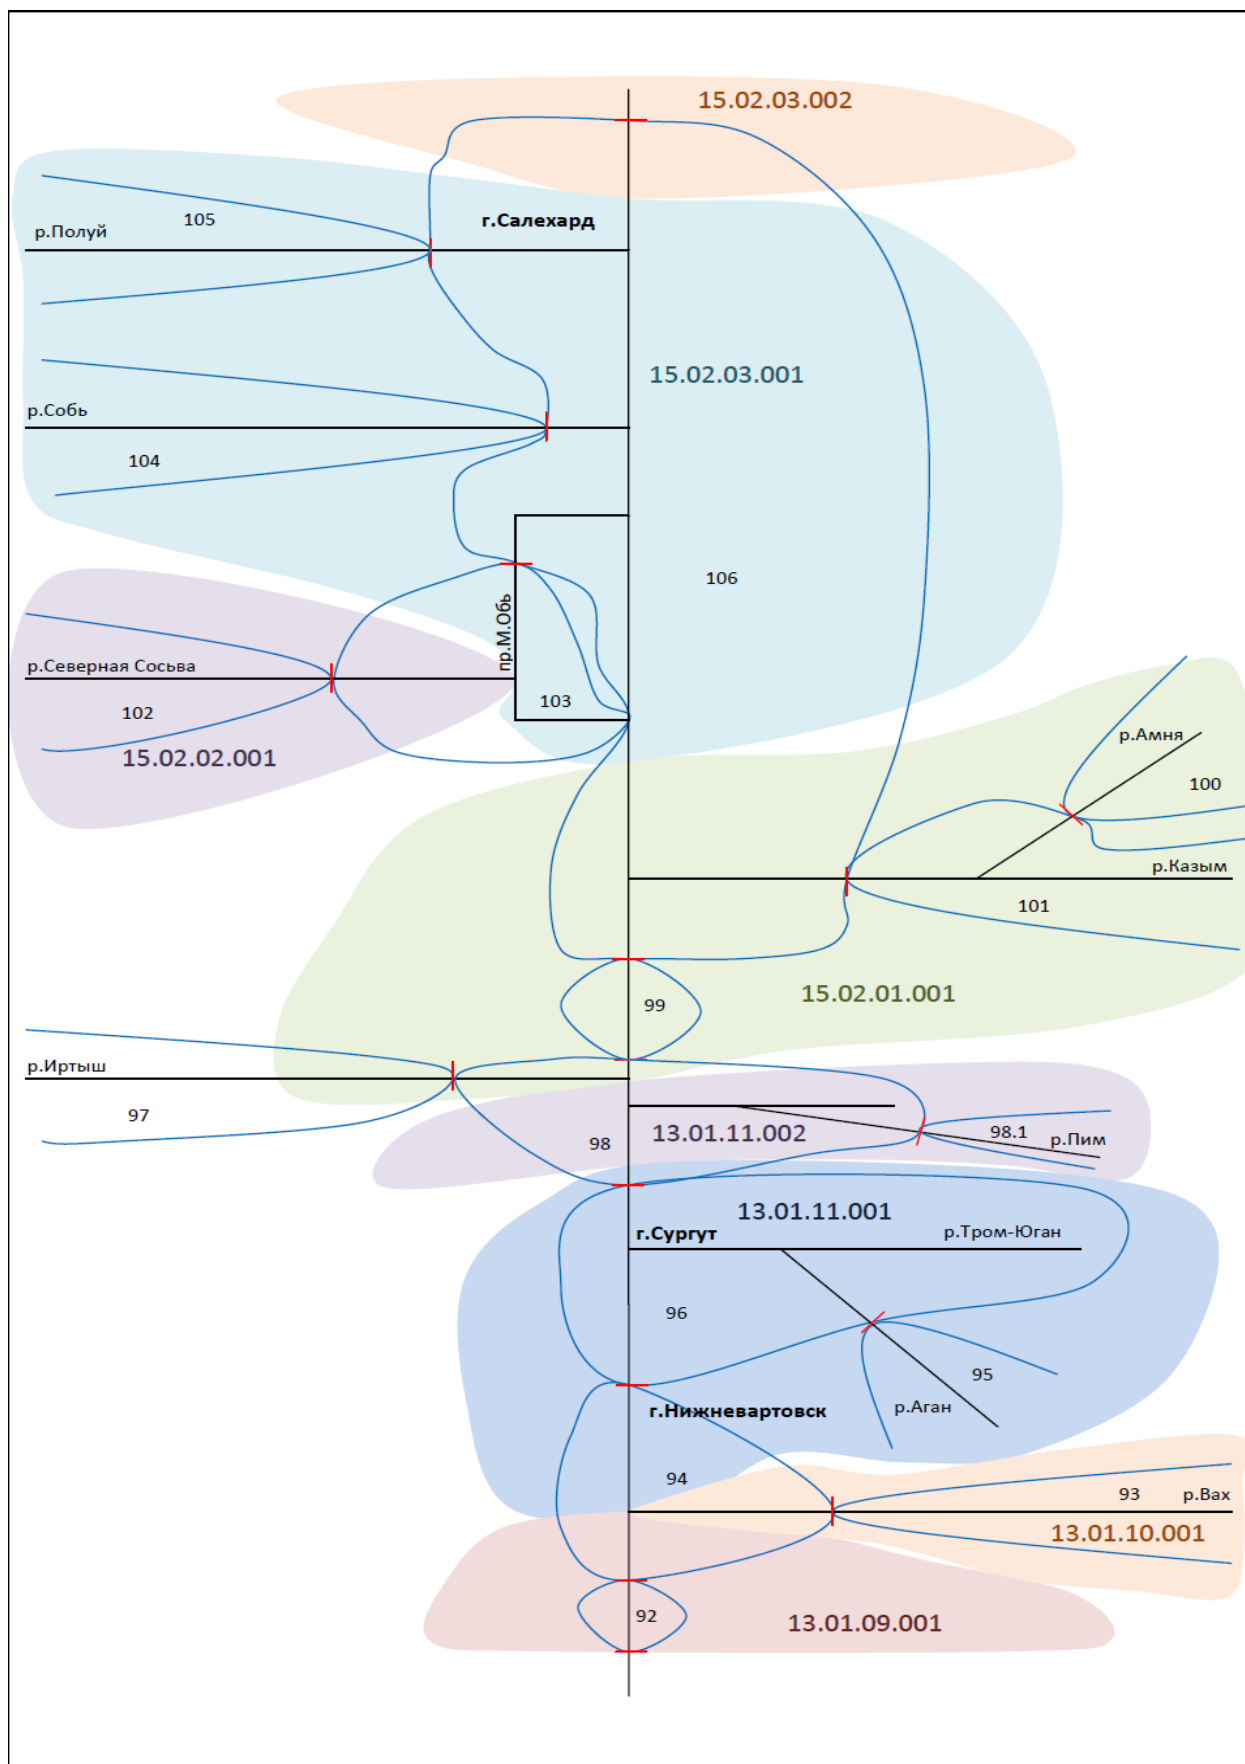 15.02.03.002
105
г.Салехард
р.Полуй
15.02.03.001
р.Собь
104
106
пр.М.Обь
р.Северная Сосьва
103
102
15.02.02.001
р.Амня
100
р.Казым
101
15.02.01.001
99
р.Иртыш
97
98
13.01.11.002
98.1
р.Пим
13.01.11.001
г.Сургут
р.Тром-Юган
96
95
р.Аган
г.Нижневартовск
94
93
р.Вах
13.01.10.001
92
13.01.09.001